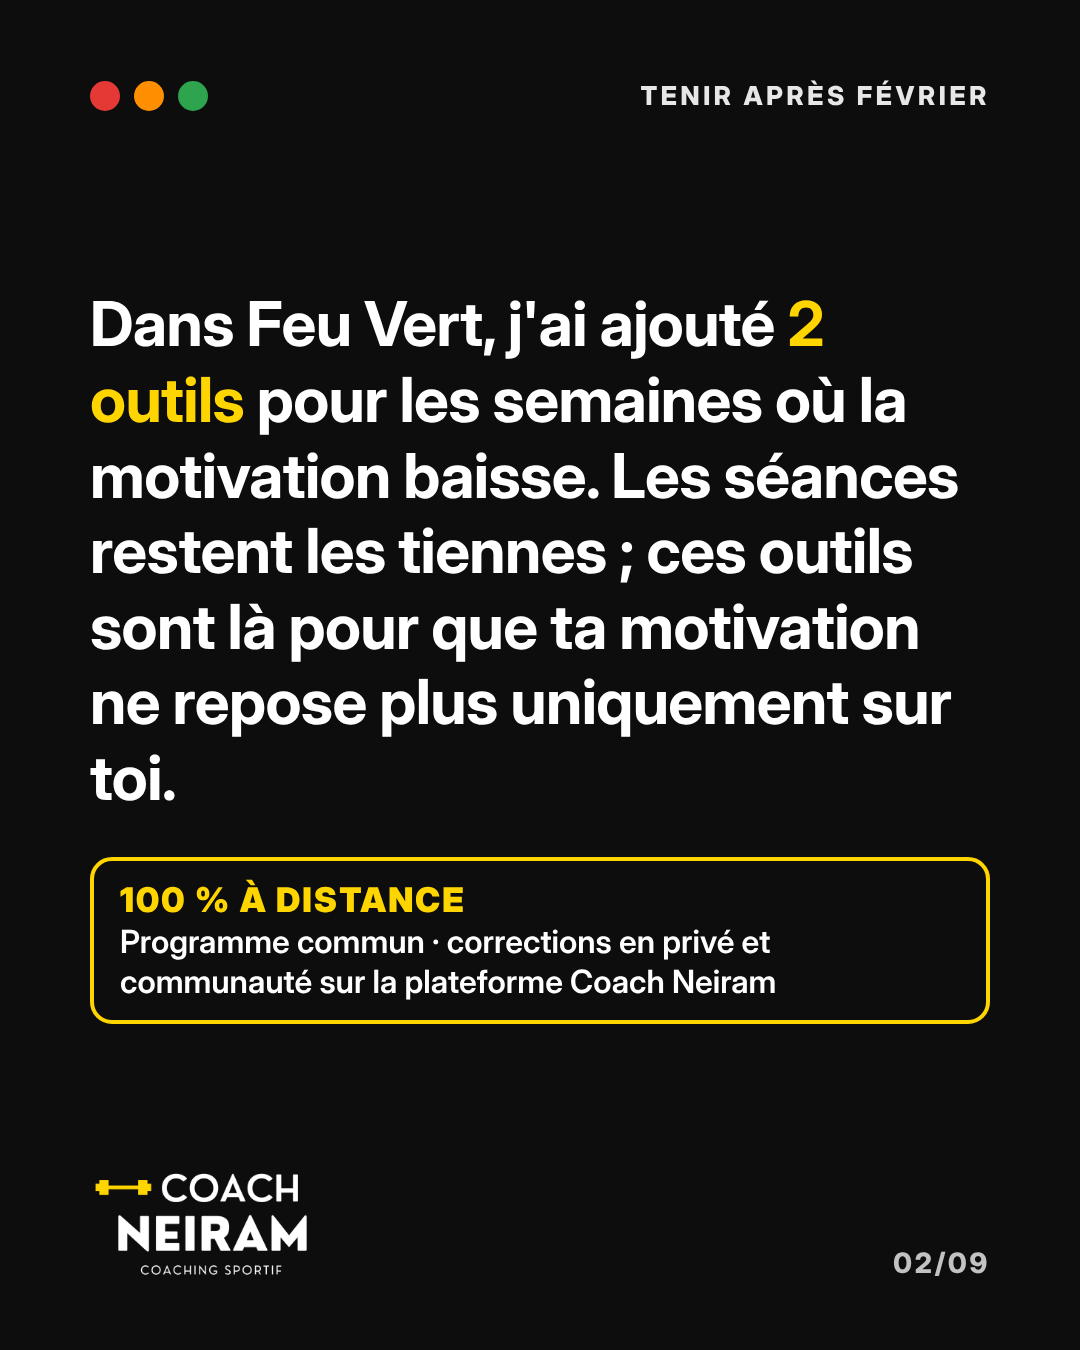 TENIR APRÈS FÉVRIER
Dans Feu Vert, j'ai ajouté 2
outils pour les semaines où la
motivation baisse. Les séances
restent les tiennes ; ces outils
sont là pour que ta motivation
ne repose plus uniquement sur
toi.
100 % À DISTANCE
Programme commun · corrections en privé et
communauté sur la plateforme Coach Neiram
COACH
NEIRAM
COACHING SPORTIF
02/09